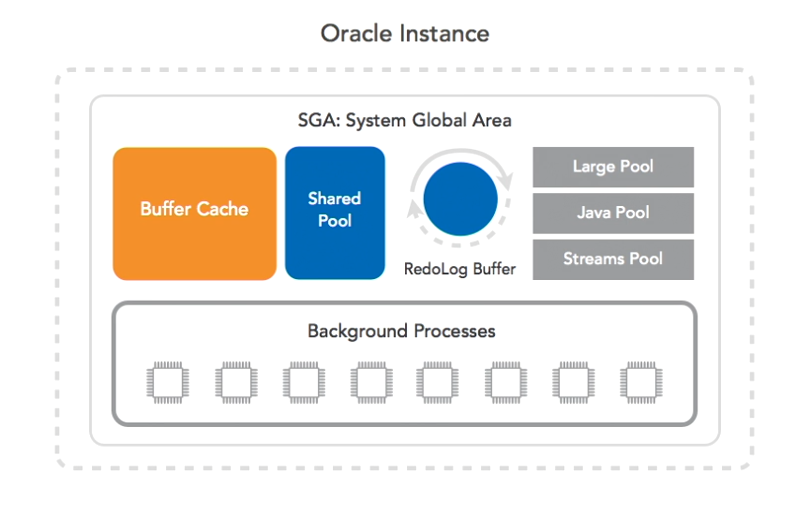 Oracle Instance
SGA: System Global Area
Buffer Cache
Shared
Pool
RedoLog Buffer
Large Pool
Java Pool
Streams Pool
Background Processes